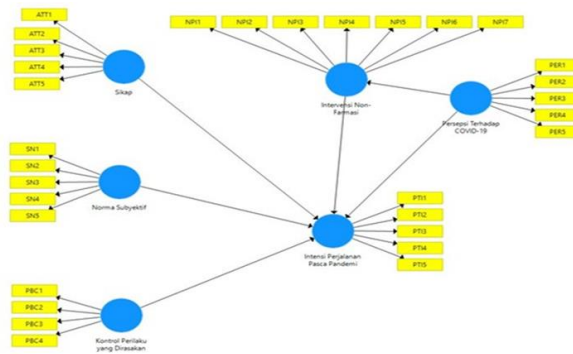 ATT1
ATT2
ATT3
ATT4
ATT5
Sikap
NPI1
NPI2
NPI3
NPI4
NPI5
NPI6
NPI7
Intervensi Non-
Farmasi
PER1
PER2
PER3
PER4
PER5
Persepsi Terhadap
COVID-19
SN1
SN2
SN3
SN4
SN5
Norma Subyektif
PTI1
PTI2
PTI3
PTI4
PTI5
Intensi Perjalanan
Pasca Pandemi
PBC1
PBC2
PBC3
PBC4
Kontrol Perilaku
yang Dirasakan